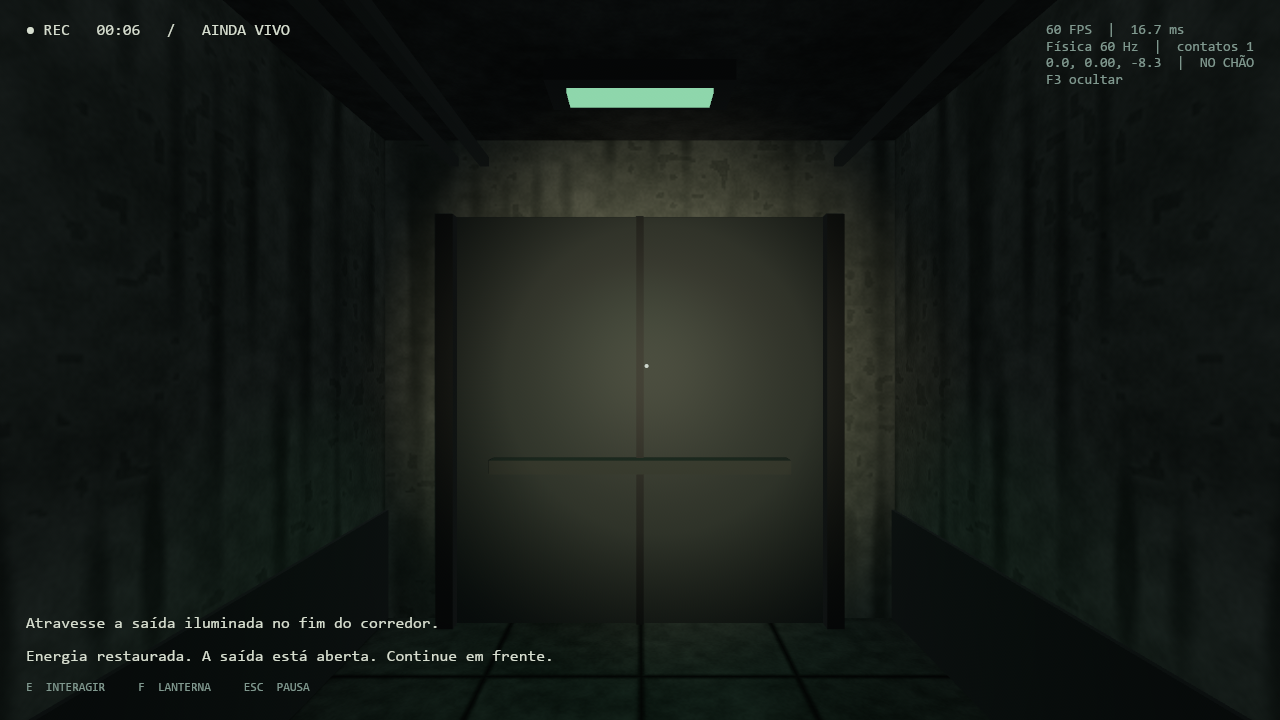 ● REC 00:06 / AINDA VIVO
60 FPS | 16.7 ms
Física 60 Hz | contatos 1
0.0, 0.00, -8.3 | NO CHÃO
F3 ocultar
Atravesse a saída iluminada no fim do corredor.
Energia restaurada. A saída está aberta. Continue em frente.
E INTERAGIR F LANTERNA ESC PAUSA